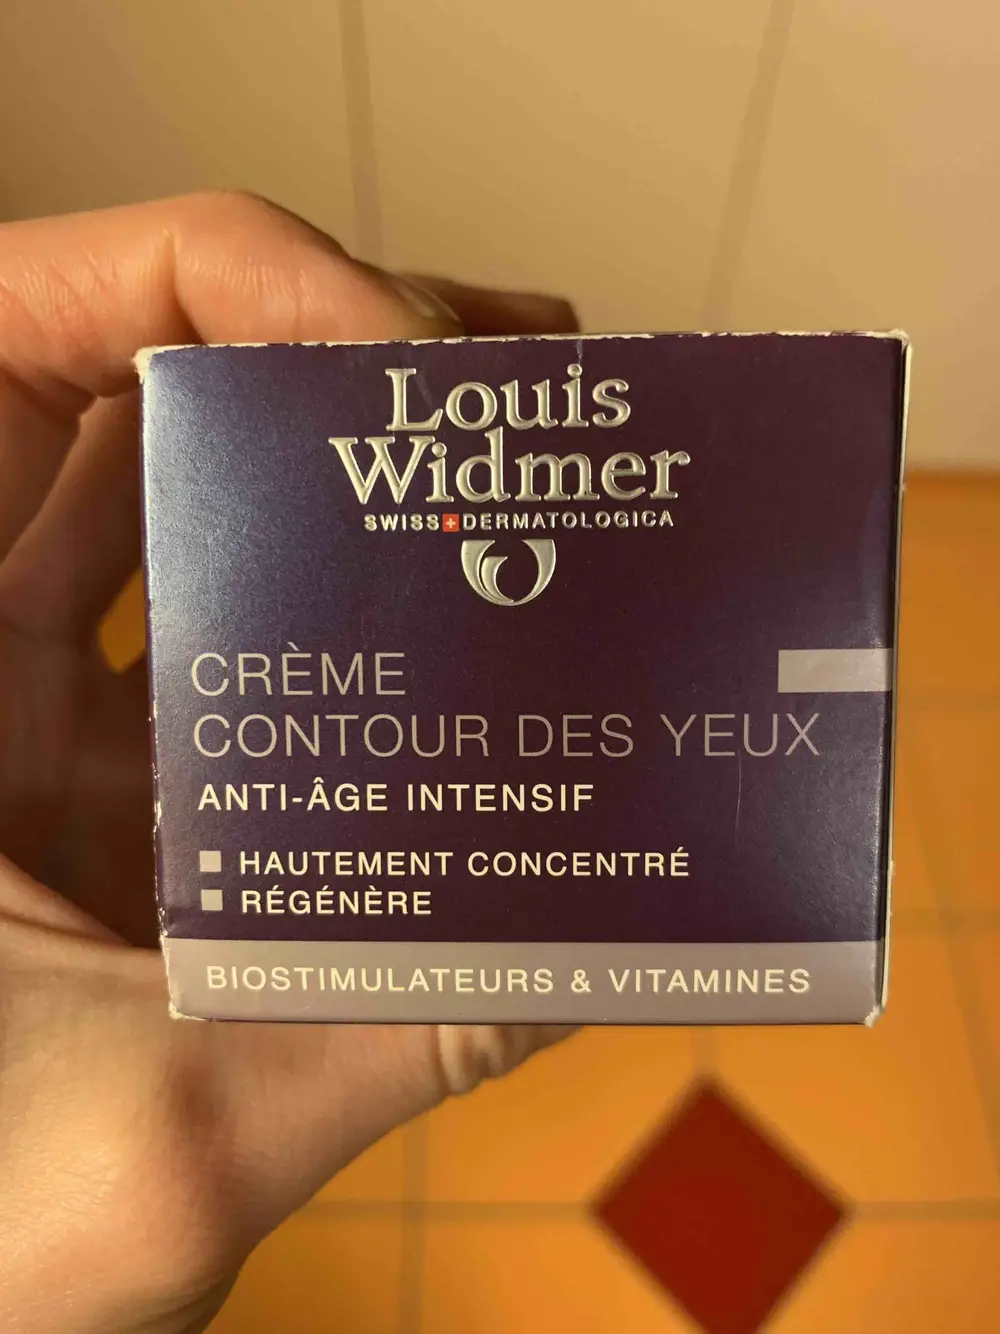 Louis
Widmer
SWISS DERMATOLOGICA
CRÈME
CONTOUR DES YEUX
ANTI-ÂGE INTENSIF
HAUTEMENT CONCENTRÉ
RÉGÉNÈRE
BIOSTIMULATEURS & VITAMINES